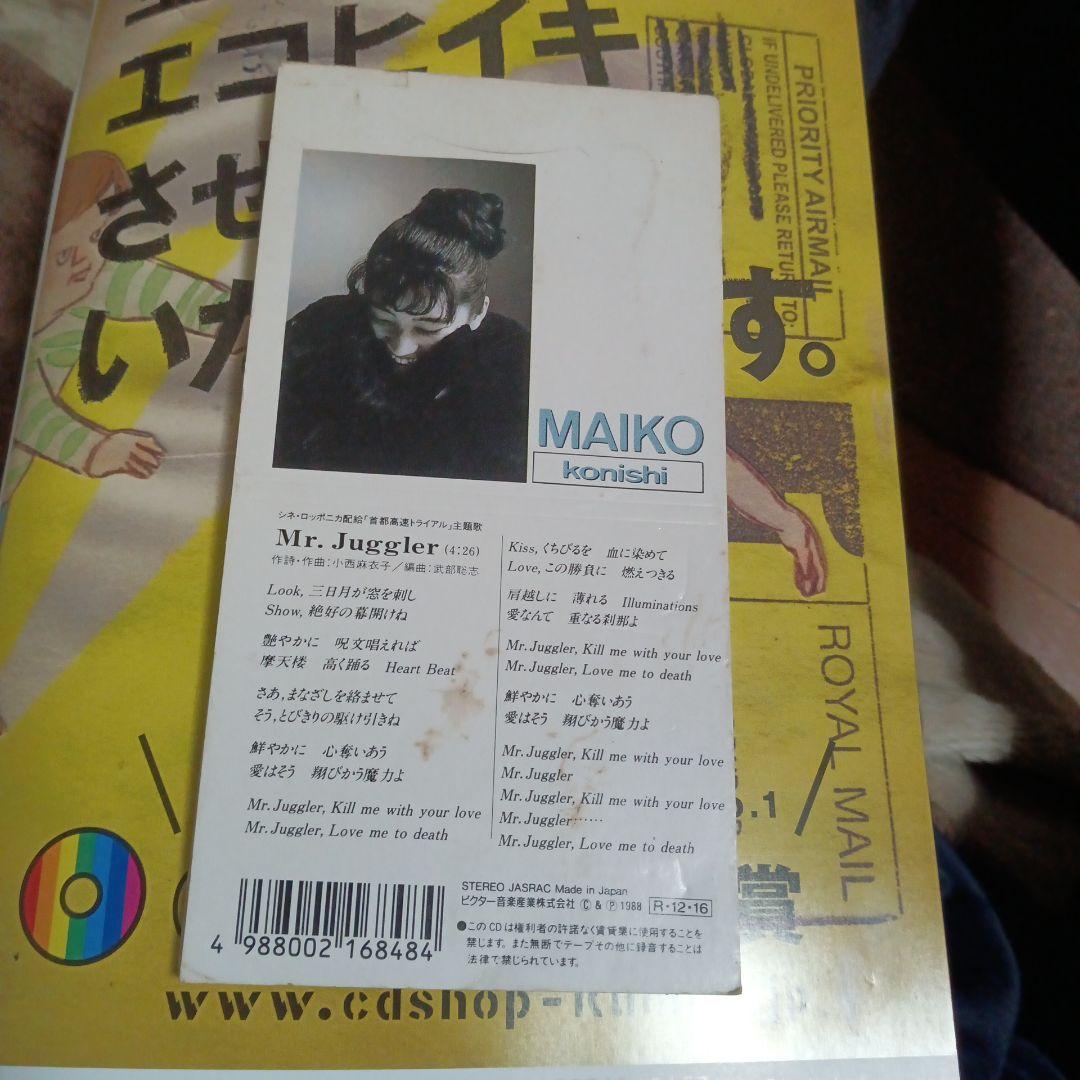 エコヒイキ
させ
いた
す。
PRIORITY AIRMAIL
IF UNDELIVERED PLEASE RETURN TO:
ROYAL MAIL
MAIKO
konishi
シネ・ロッポニカ配給「首都高速トライアル」主題歌
Mr. Juggler (4:26)
作詩・作曲:小西麻衣子/編曲:武部聡志
Look, 三日月が窓を刺し
Show, 絶好の幕開けね
艶やかに 呪文唱えれば
摩天楼 高く踊る Heart Beat
さあ, まなざしを絡ませて
そう, とびきりの駆け引きね
鮮やかに 心奪いあう
愛はそう 翔びかう魔力よ
Mr. Juggler, Kill me with your love
Mr. Juggler, Love me to death
Kiss, くちびるを 血に染めて
Love, この勝負に 燃えつきる
肩越しに 薄れる Illuminations
愛なんて 重なる刹那よ
Mr. Juggler, Kill me with your love
Mr. Juggler, Love me to death
鮮やかに 心奪いあう
愛はそう 翔びかう魔力よ
Mr. Juggler, Kill me with your love
Mr. Juggler
Mr. Juggler, Kill me with your love
Mr. Juggler……
Mr. Juggler, Love me to death
4 988002 168484
STEREO JASRAC Made in Japan
ビクター音楽産業株式会社 Ⓒ & Ⓟ 1988 R・12・16
●このCDは権利者の許諾なく賃貸業に使用することを
禁じます。また無断でテープその他に録音することは
法律で禁じられています。
.1
賞
www.cdshop-